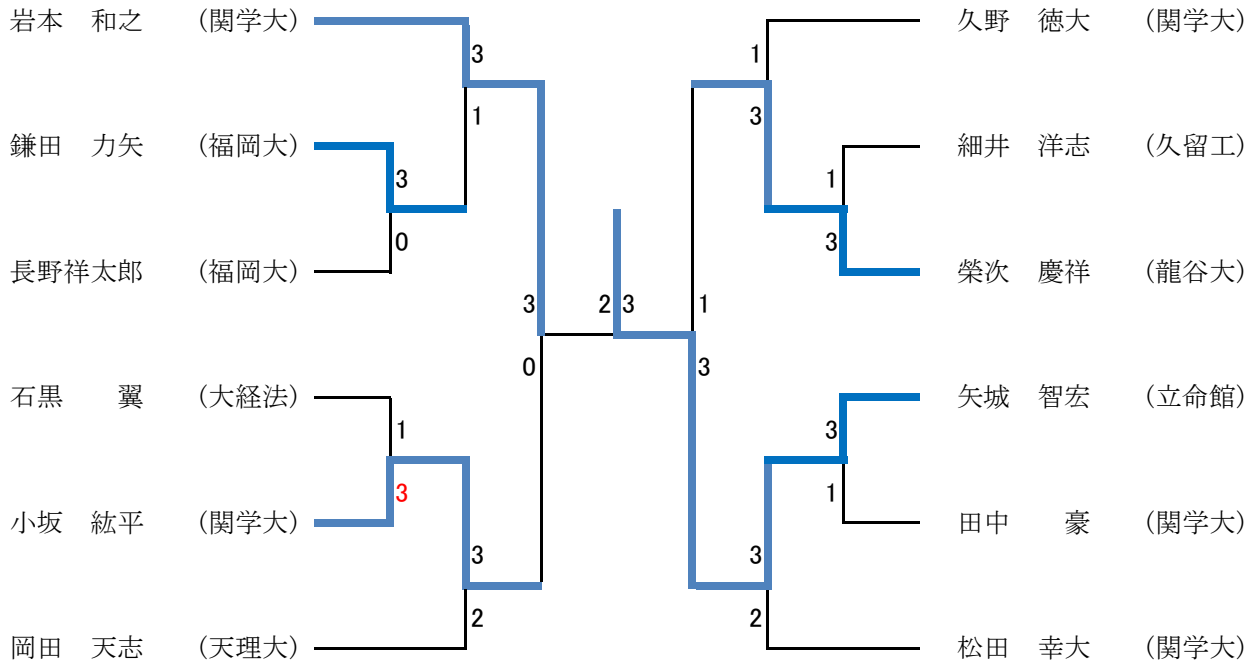 岩本　和之　（関学大）
久野　徳大　（関学大）
3
1
1
3
鎌田　力矢　（福岡大）
細井　洋志　（久留工）
3
1
0
3
長野祥太郎　（福岡大）
榮次　慶祥　（龍谷大）
3
2
3
1
0
3
石黒　　翼　（大経法）
矢城　智宏　（立命館）
1
3
3
1
小坂　紘平　（関学大）
田中　　豪　（関学大）
3
3
2
2
岡田　天志　（天理大）
松田　幸大　（関学大）